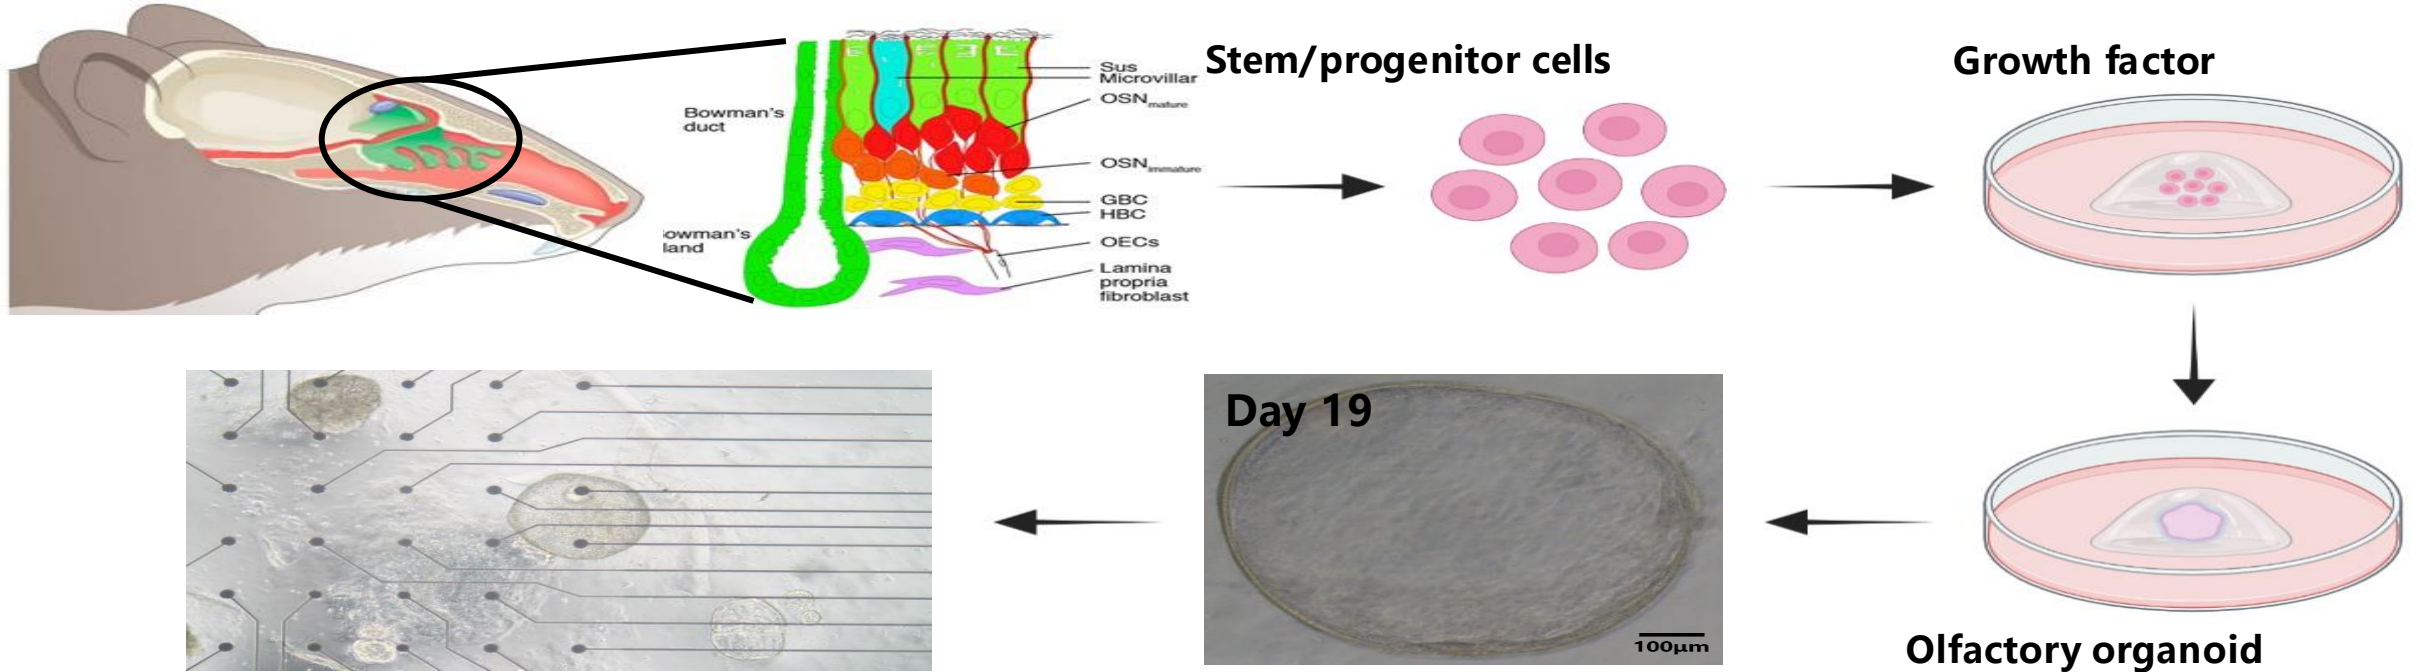 Stem/progenitor cells
Growth factor
Bowman's
duct
Sus
Microvillar
OSNmature
OSNimmature
GBC
HBC
OECs
Lamina
propria
fibroblast
owman's
land
Day 19
100μm
Olfactory organoid